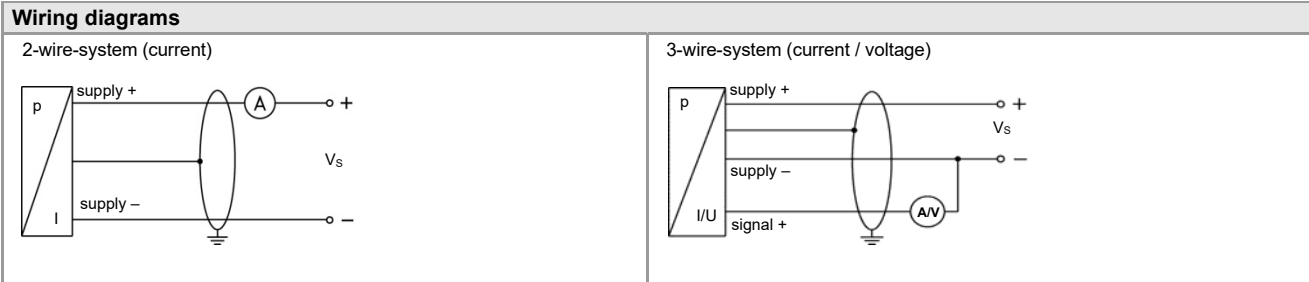 Wiring diagrams
2-wire-system (current)
p
supply +
A
+
VS
supply –
I
–
3-wire-system (current / voltage)
p
supply +
+
VS
–
supply –
I/U
A/V
signal +